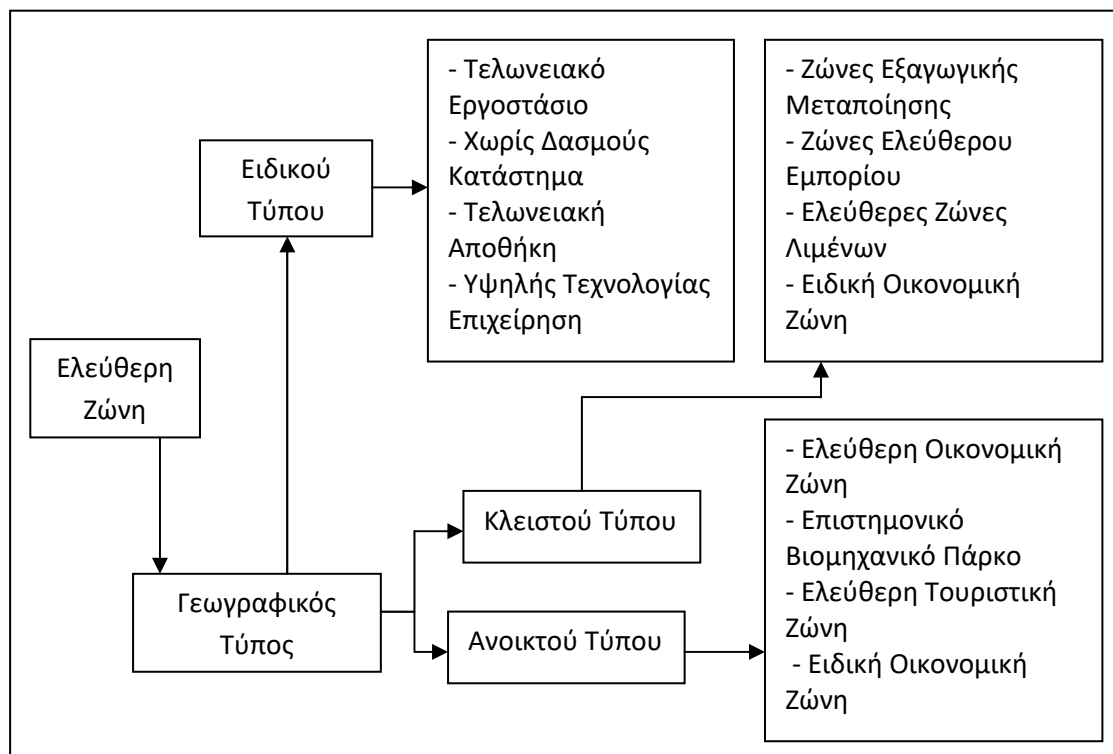 - Τελωνειακό
Εργοστάσιο
- Χωρίς Δασμούς
Κατάστημα
- Τελωνειακή
Αποθήκη
- Υψηλής Τεχνολογίας
Επιχείρηση
- Ζώνες Εξαγωγικής
Μεταποίησης
- Ζώνες Ελεύθερου
Εμπορίου
- Ελεύθερες Ζώνες
Λιμένων
- Ειδική Οικονομική
Ζώνη
Ειδικού
Τύπου
Ελεύθερη
Ζώνη
Κλειστού Τύπου
Γεωγραφικός
Τύπος
Ανοικτού Τύπου
- Ελεύθερη Οικονομική
Ζώνη
- Επιστημονικό
Βιομηχανικό Πάρκο
- Ελεύθερη Τουριστική
Ζώνη
- Ειδική Οικονομική
Ζώνη